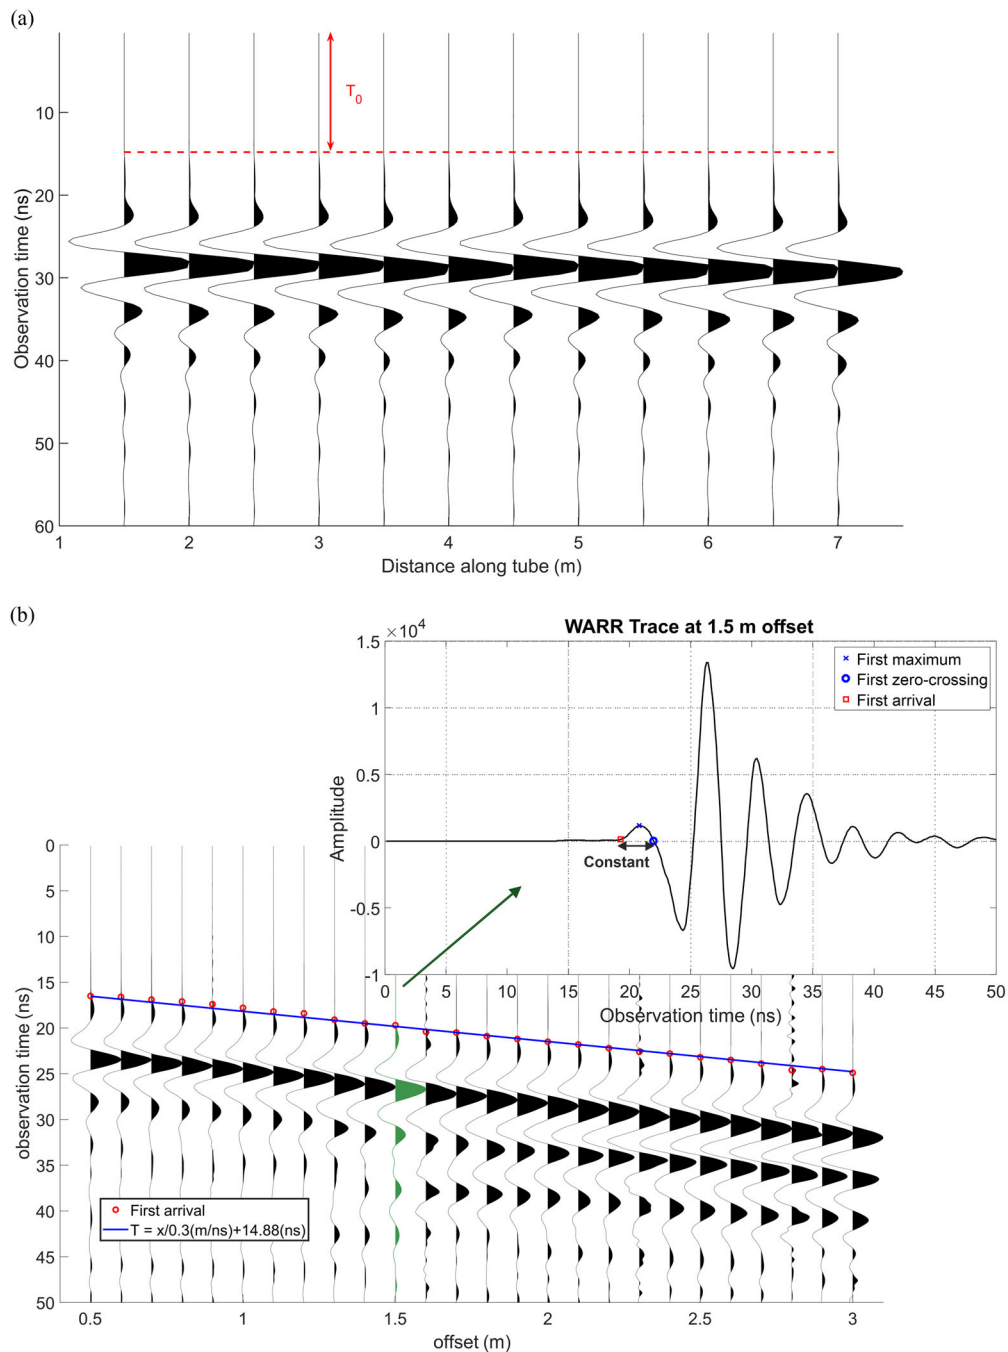 (a)
T0
10
20
30
40
50
60
Observation time (ns)
1 2 3 4 5 6 7
Distance along tube (m)
(b)
WARR Trace at 1.5 m offset
×10^4
1.5
1
0.5
0
-0.5
-1
Amplitude
First maximum
First zero-crossing
First arrival
Constant
0 5 10 15 20 25 30 35 40 45 50
Observation time (ns)
0
5
10
15
20
25
30
35
40
45
50
observation time (ns)
First arrival
T = x/0.3(m/ns)+14.88(ns)
0.5 1 1.5 2 2.5 3
offset (m)